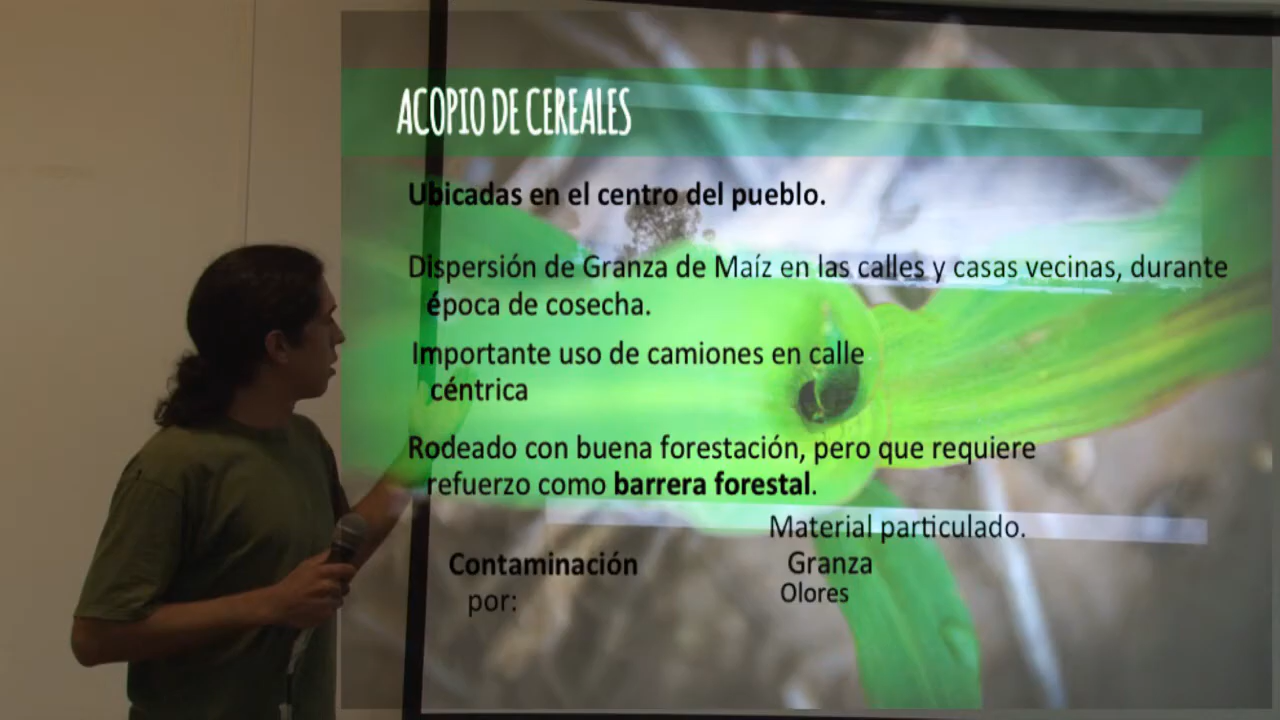 ACOPIO DE CEREALES
Ubicadas en el centro del pueblo.
Dispersión de Granza de Maíz en las calles y casas vecinas, durante
época de cosecha.
Importante uso de camiones en calle
céntrica
Rodeado con buena forestación, pero que requiere
refuerzo como barrera forestal.
Material particulado.
Contaminación
Granza
Olores
por: